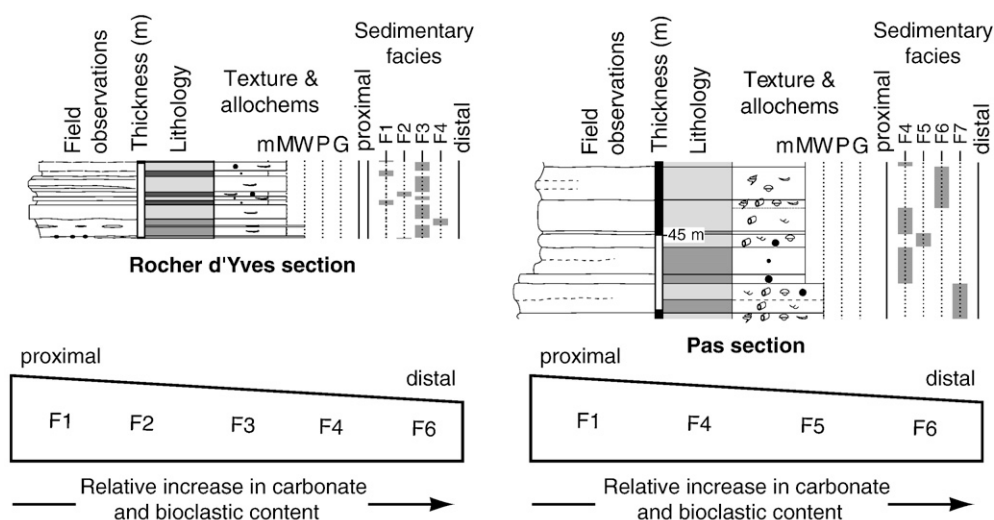 Field
observations
Thickness (m)
Lithology
Texture &
allochems
mMWPG
Sedimentary
facies
proximal
F1
F2
F3
F4
distal
Rocher d'Yves section
Field
observations
Thickness (m)
Lithology
Texture &
allochems
mMWPG
Sedimentary
facies
proximal
F4
F5
F6
F7
distal
45 m
Pas section
proximal
distal
F1 F2 F3 F4 F6
Relative increase in carbonate
and bioclastic content
proximal
distal
F1 F4 F5 F6
Relative increase in carbonate
and bioclastic content